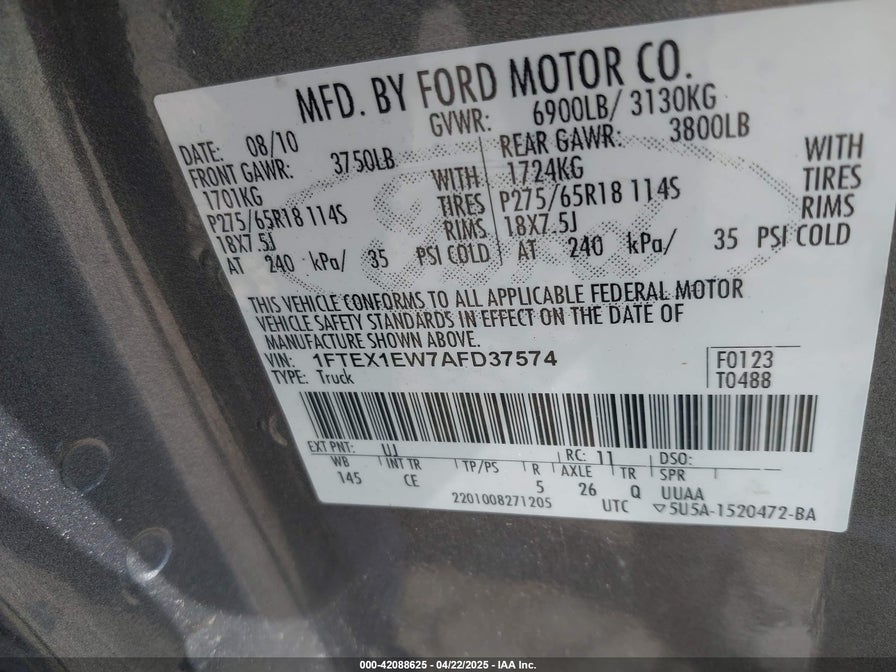 MFD. BY FORD MOTOR CO.
DATE: 08/10 GVWR: 6900LB/ 3130KG
FRONT GAWR: 3750LB REAR GAWR: 3800LB
1701KG WITH 1724KG WITH
P275/65R18 114S TIRES P275/65R18 114S TIRES
18X7.5J RIMS 18X7.5J RIMS
AT 240 kPa/ 35 PSI COLD AT 240 kPa/ 35 PSI COLD
THIS VEHICLE CONFORMS TO ALL APPLICABLE FEDERAL MOTOR
VEHICLE SAFETY STANDARDS IN EFFECT ON THE DATE OF
MANUFACTURE SHOWN ABOVE.
VIN: 1FTEX1EW7AFD37574 F0123
TYPE: Truck T0488
EXT PNT: UJ RC: 11 DSO:
WB INT TR TP/PS R AXLE TR SPR
145 CE 5 26 Q UUAA
2201008271205 UTC ▽5U5A-1520472-BA
000-42088625 - 04/22/2025 - IAA Inc.